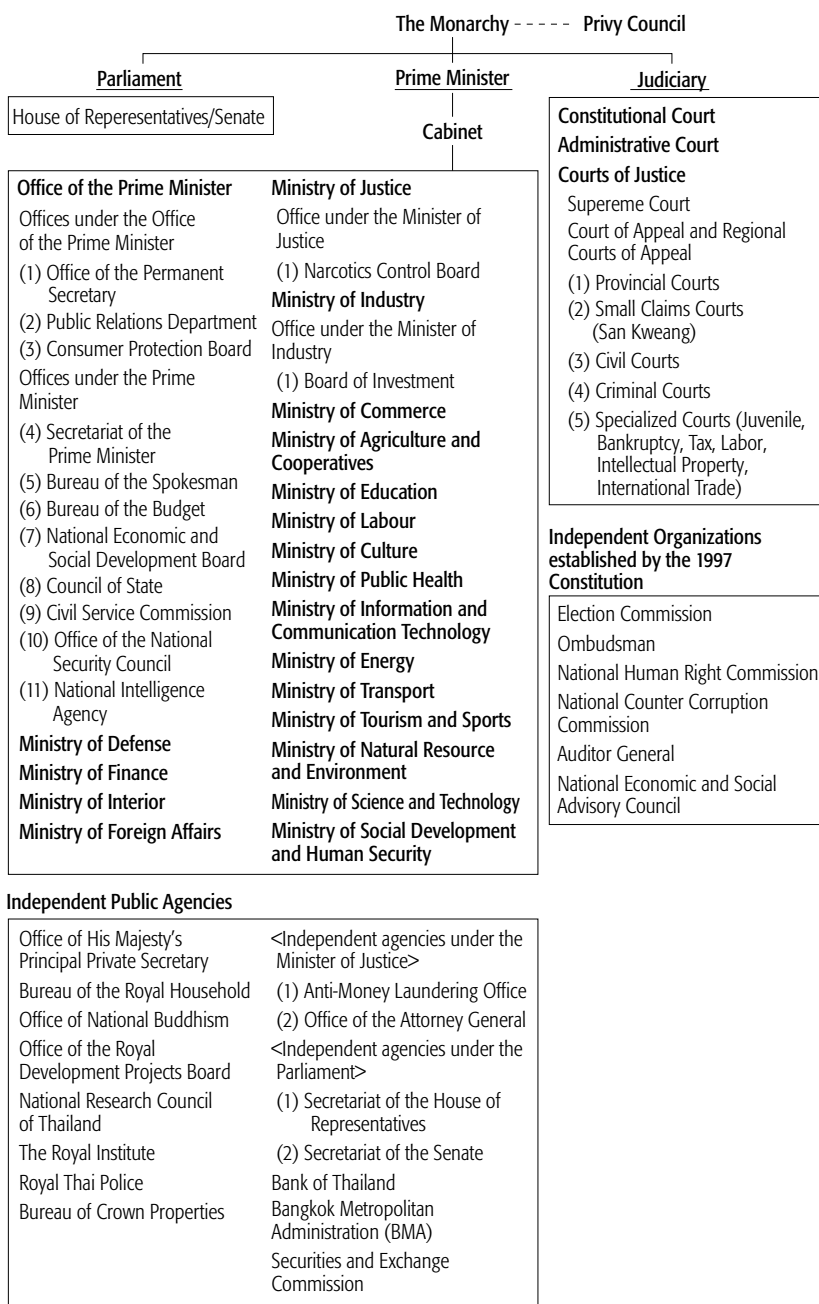 The Monarchy ----- Privy Council
Parliament
Prime Minister
Judiciary
House of Reperesentatives/Senate
Cabinet
Office of the Prime Minister
Offices under the Office
of the Prime Minister
(1) Office of the Permanent
Secretary
(2) Public Relations Department
(3) Consumer Protection Board
Offices under the Prime
Minister
(4) Secretariat of the
Prime Minister
(5) Bureau of the Spokesman
(6) Bureau of the Budget
(7) National Economic and
Social Development Board
(8) Council of State
(9) Civil Service Commission
(10) Office of the National
Security Council
(11) National Intelligence
Agency
Ministry of Defense
Ministry of Finance
Ministry of Interior
Ministry of Foreign Affairs
Ministry of Justice
Office under the Minister of
Justice
(1) Narcotics Control Board
Ministry of Industry
Office under the Minister of
Industry
(1) Board of Investment
Ministry of Commerce
Ministry of Agriculture and
Cooperatives
Ministry of Education
Ministry of Labour
Ministry of Culture
Ministry of Public Health
Ministry of Information and
Communication Technology
Ministry of Energy
Ministry of Transport
Ministry of Tourism and Sports
Ministry of Natural Resource
and Environment
Ministry of Science and Technology
Ministry of Social Development
and Human Security
Constitutional Court
Administrative Court
Courts of Justice
Supereme Court
Court of Appeal and Regional
Courts of Appeal
(1) Provincial Courts
(2) Small Claims Courts
(San Kweang)
(3) Civil Courts
(4) Criminal Courts
(5) Specialized Courts (Juvenile,
Bankruptcy, Tax, Labor,
Intellectual Property,
International Trade)
Independent Organizations
established by the 1997
Constitution
Election Commission
Ombudsman
National Human Right Commission
National Counter Corruption
Commission
Auditor General
National Economic and Social
Advisory Council
Independent Public Agencies
Office of His Majesty's
Principal Private Secretary
Bureau of the Royal Household
Office of National Buddhism
Office of the Royal
Development Projects Board
National Research Council
of Thailand
The Royal Institute
Royal Thai Police
Bureau of Crown Properties
<Independent agencies under the
Minister of Justice>
(1) Anti-Money Laundering Office
(2) Office of the Attorney General
<Independent agencies under the
Parliament>
(1) Secretariat of the House of
Representatives
(2) Secretariat of the Senate
Bank of Thailand
Bangkok Metropolitan
Administration (BMA)
Securities and Exchange
Commission